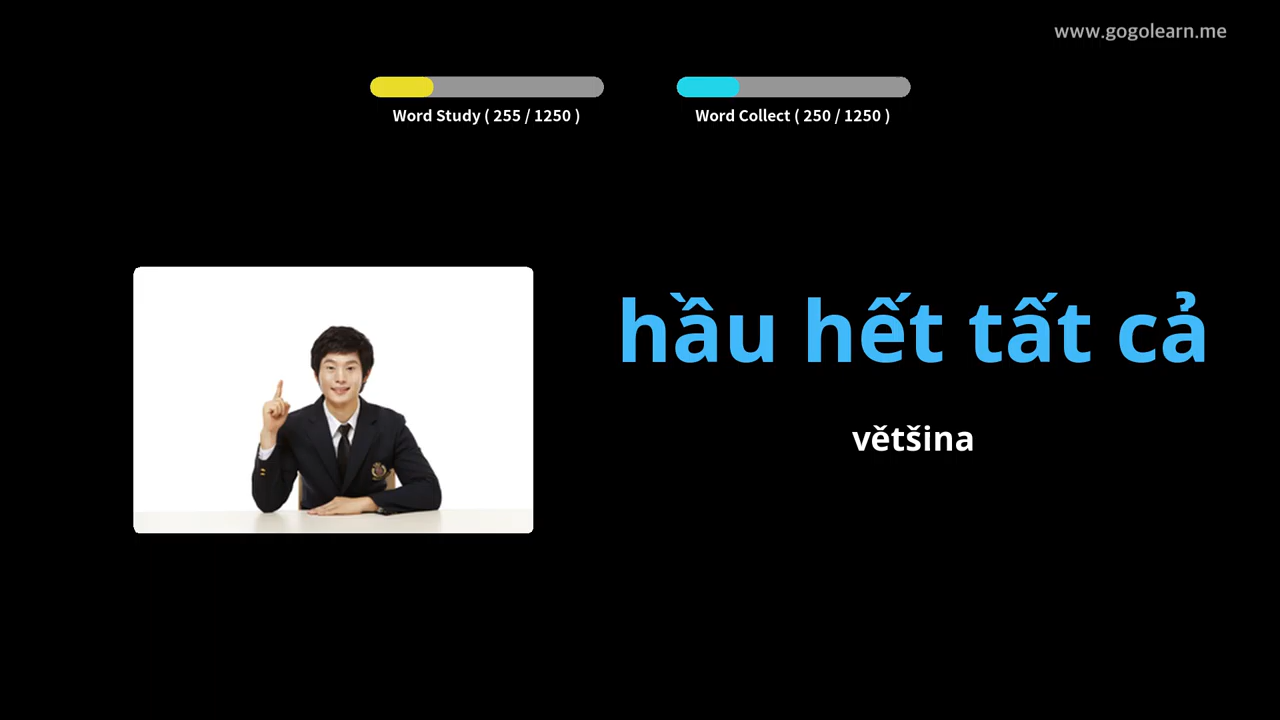 www.gogolearn.me
Word Study ( 255 / 1250 )
Word Collect ( 250 / 1250 )
hầu hết tất cả
většina